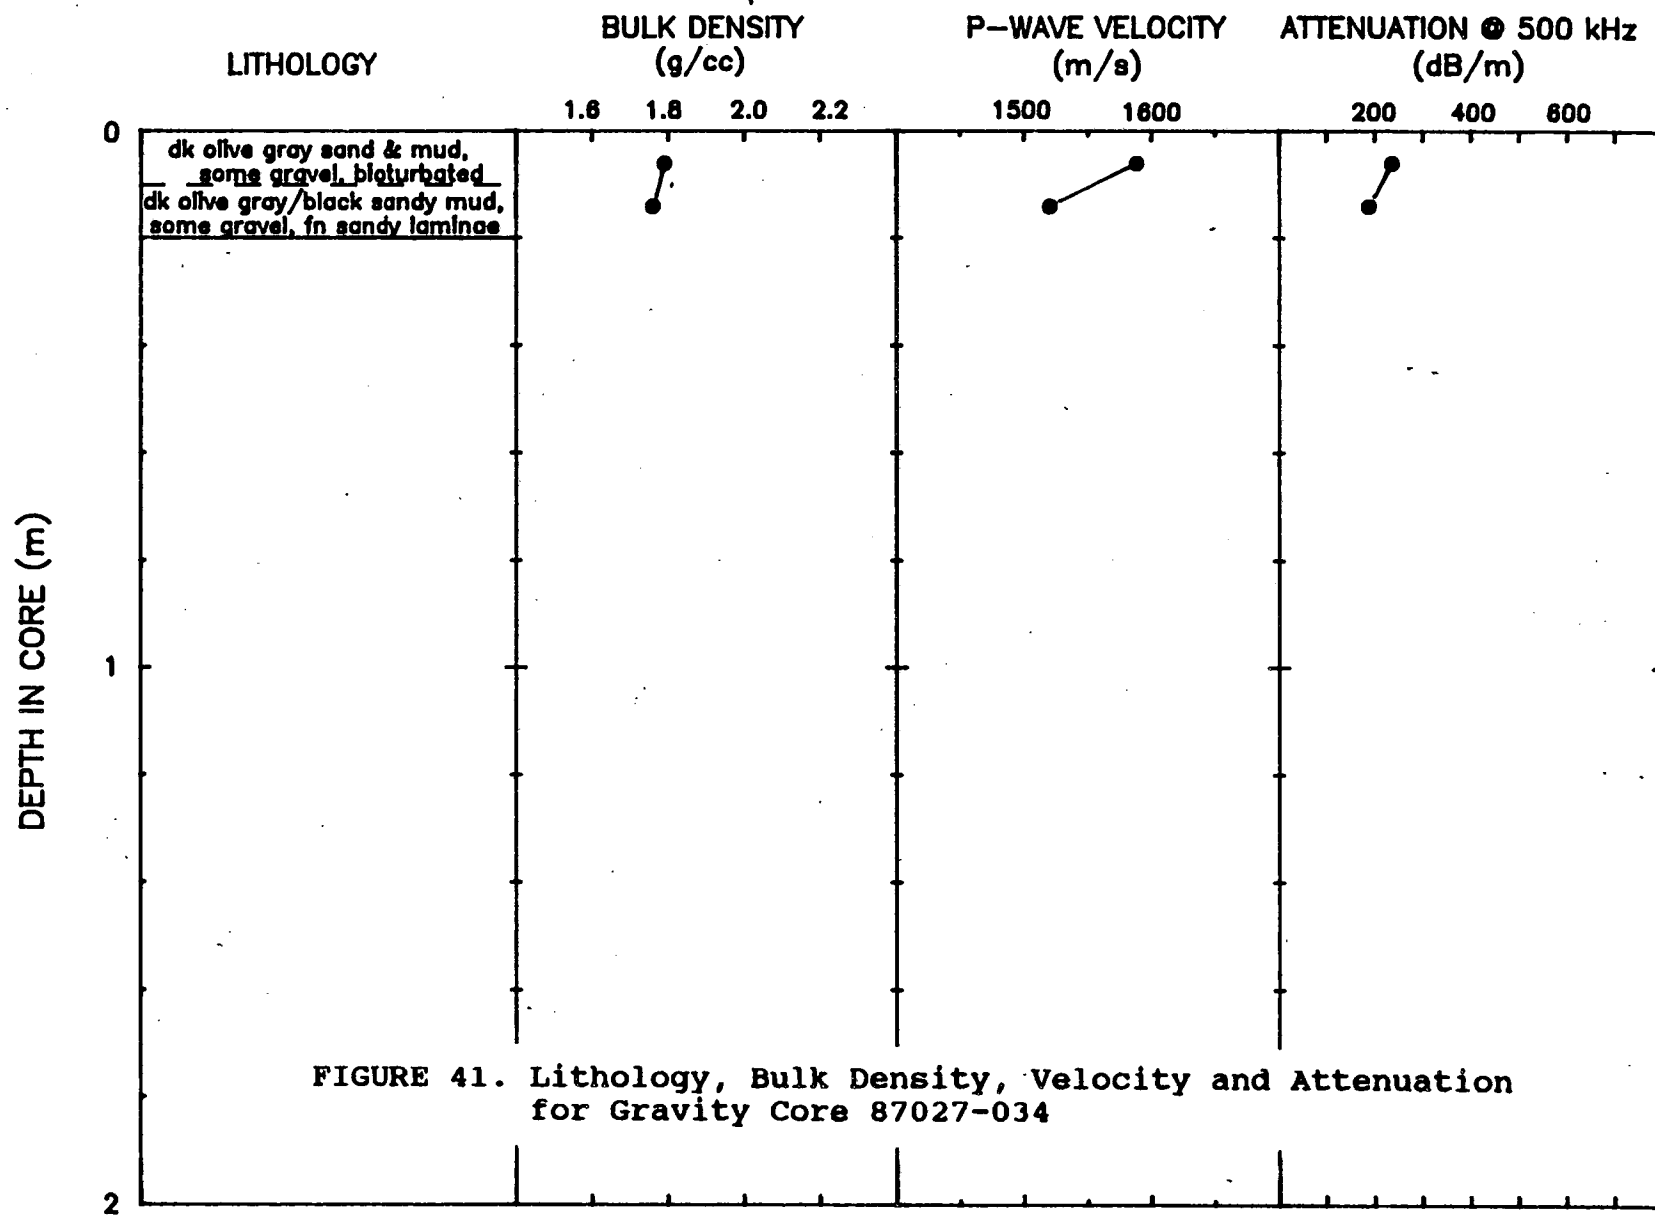 BULK DENSITY
P-WAVE VELOCITY
ATTENUATION @ 500 kHz
LITHOLOGY
(g/cc)
(m/s)
(dB/m)
1.6 1.8 2.0 2.2
1500 1600
200 400 600
0
dk olive gray sand & mud,
some gravel, bioturbated
dk olive gray/black sandy mud,
some gravel, fn sandy laminae
DEPTH IN CORE (m)
1
FIGURE 41. Lithology, Bulk Density, Velocity and Attenuation
for Gravity Core 87027-034
2